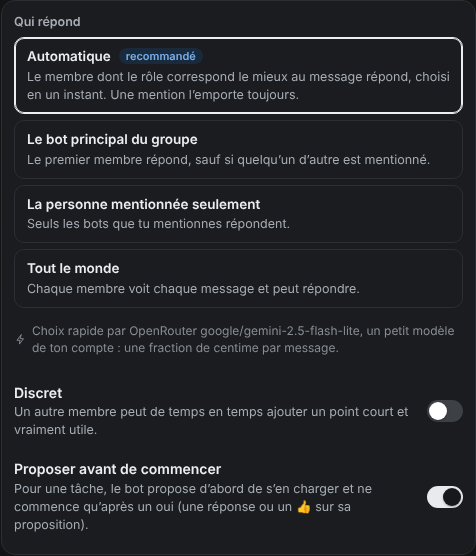 Qui répond
Automatique recommandé
Le membre dont le rôle correspond le mieux au message répond, choisi
en un instant. Une mention l’emporte toujours.
Le bot principal du groupe
Le premier membre répond, sauf si quelqu’un d’autre est mentionné.
La personne mentionnée seulement
Seuls les bots que tu mentionnes répondent.
Tout le monde
Chaque membre voit chaque message et peut répondre.
Choix rapide par OpenRouter google/gemini-2.5-flash-lite, un petit modèle
de ton compte : une fraction de centime par message.
Discret
Un autre membre peut de temps en temps ajouter un point court et
vraiment utile.
Proposer avant de commencer
Pour une tâche, le bot propose d’abord de s’en charger et ne
commence qu’après un oui (une réponse ou un 👍 sur sa
proposition).